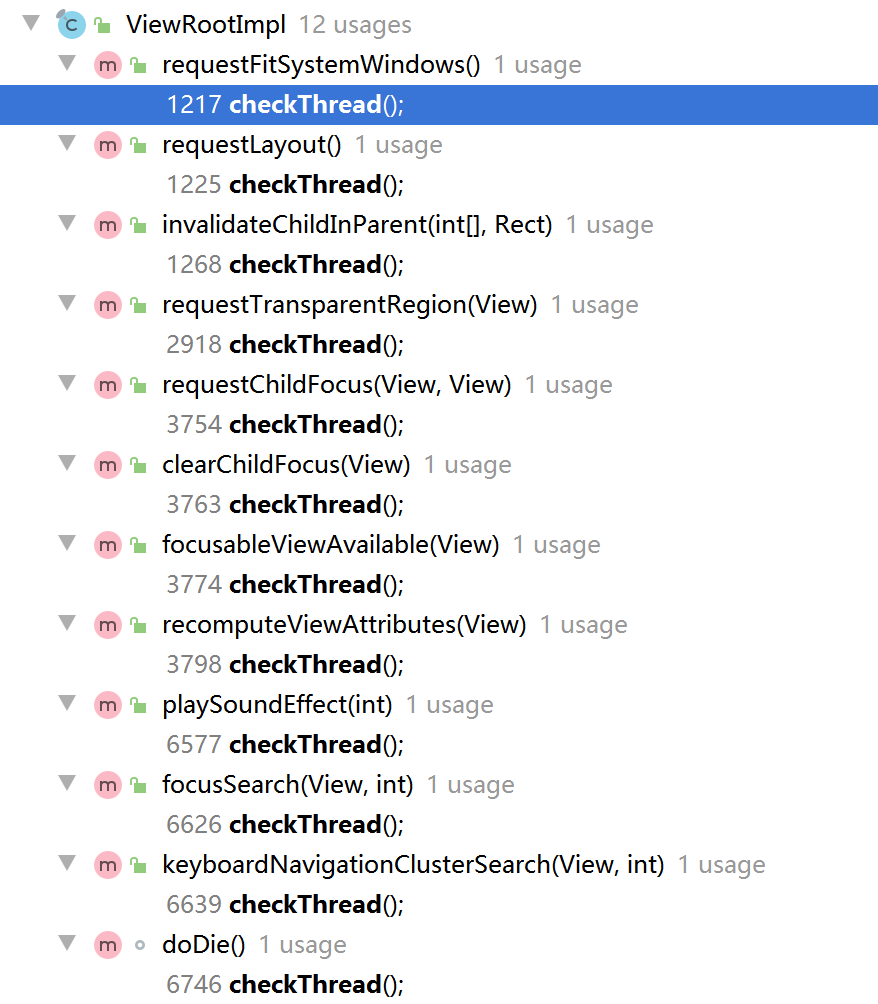 C ViewRootImpl 12 usages
m requestFitSystemWindows() 1 usage
1217 checkThread();
m requestLayout() 1 usage
1225 checkThread();
m invalidateChildInParent(int[], Rect) 1 usage
1268 checkThread();
m requestTransparentRegion(View) 1 usage
2918 checkThread();
m requestChildFocus(View, View) 1 usage
3754 checkThread();
m clearChildFocus(View) 1 usage
3763 checkThread();
m focusableViewAvailable(View) 1 usage
3774 checkThread();
m recomputeViewAttributes(View) 1 usage
3798 checkThread();
m playSoundEffect(int) 1 usage
6577 checkThread();
m focusSearch(View, int) 1 usage
6626 checkThread();
m keyboardNavigationClusterSearch(View, int) 1 usage
6639 checkThread();
m doDie() 1 usage
6746 checkThread();